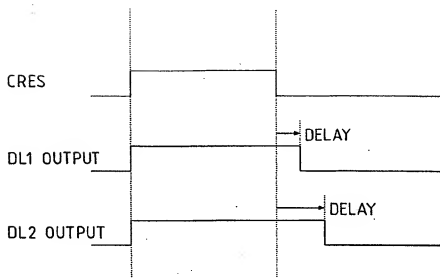 CRES
DELAY
DL1 OUTPUT
DELAY
DL2 OUTPUT